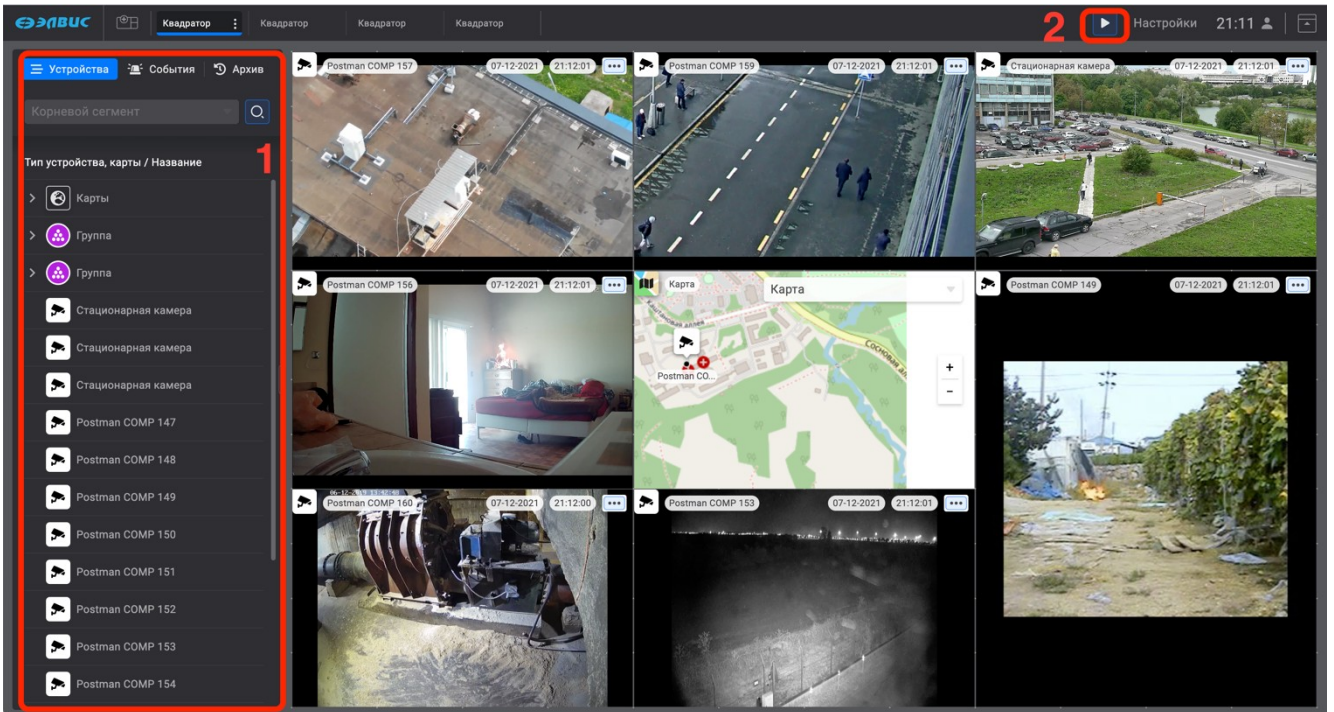 ЭЛВИС
Квадратор
Квадратор
Квадратор
Квадратор
2
Настройки
21:11
Устройства
События
Архив
Корневой сегмент
1
Тип устройства, карты / Название
Карты
Группа
Группа
Стационарная камера
Стационарная камера
Стационарная камера
Postman COMP 147
Postman COMP 148
Postman COMP 149
Postman COMP 150
Postman COMP 151
Postman COMP 152
Postman COMP 153
Postman COMP 154
Postman COMP 157 07-12-2021 21:12:01
Postman COMP 159 07-12-2021 21:12:01
Стационарная камера 07-12-2021 21:12:01
Postman COMP 156 07-12-2021 21:12:01
Карта
Карта
Каштановая аллея
Сосновая
Postman CO...
+
-
Postman COMP 149 07-12-2021 21:12:01
Postman COMP 160 07-12-2021 21:12:00
Postman COMP 153 07-12-2021 21:12:01